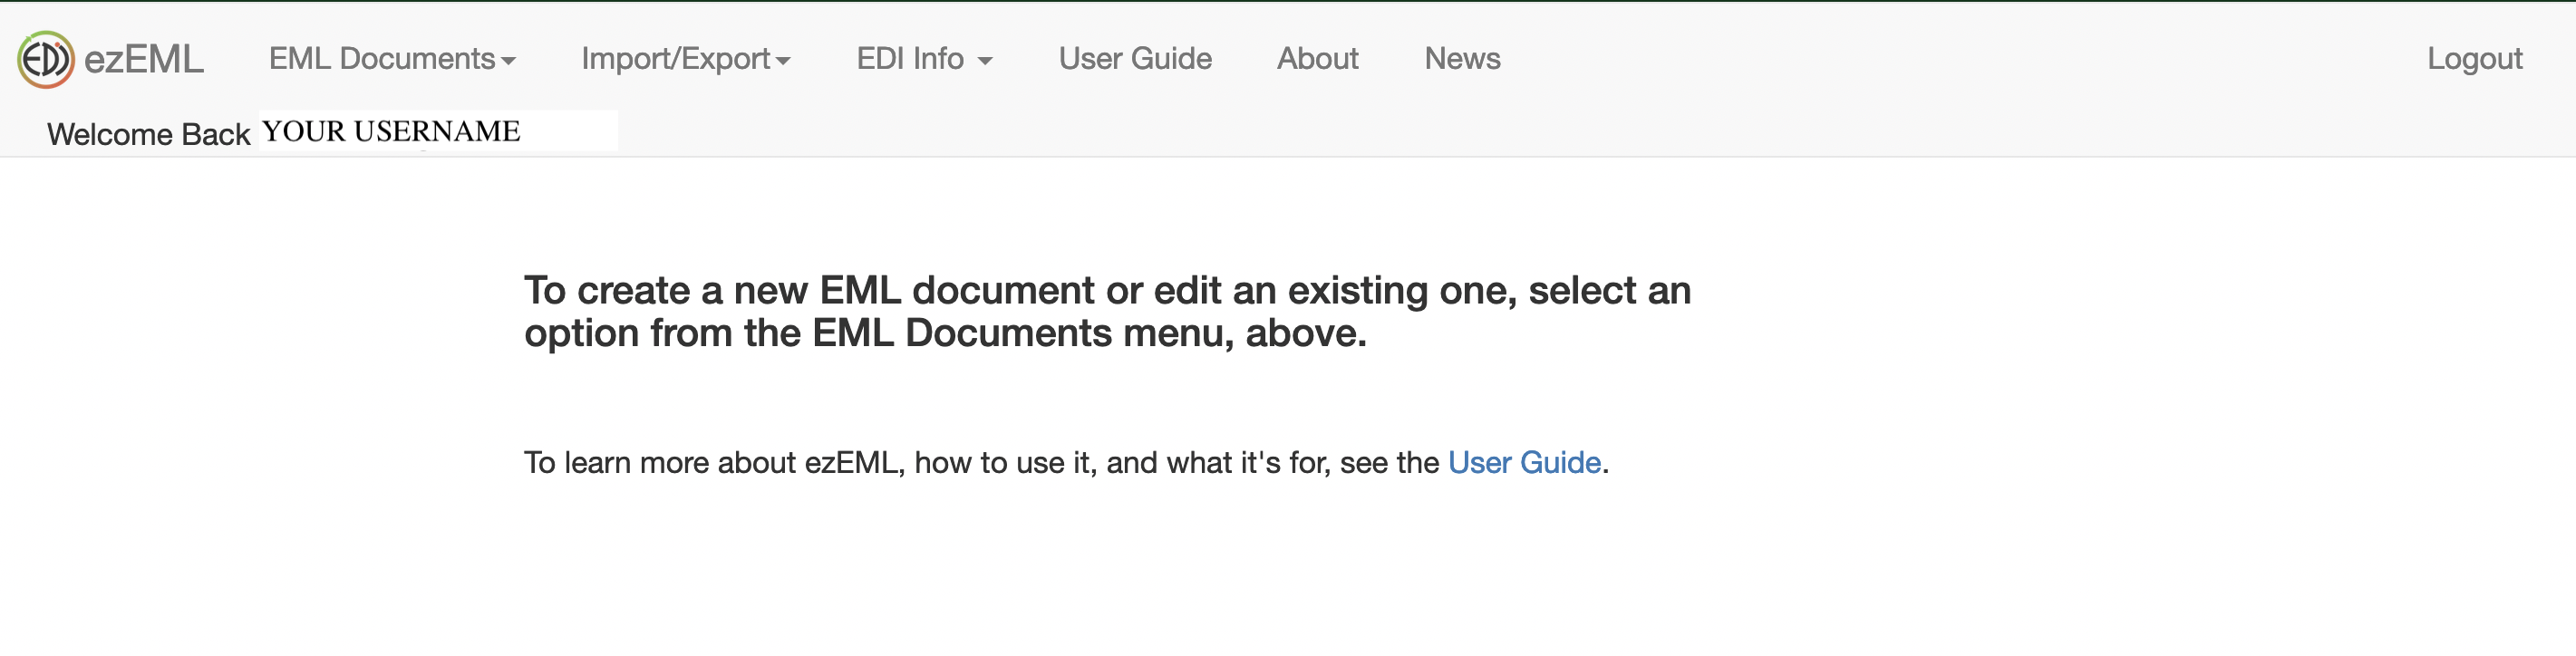 EDI ezEML EML Documents Import/Export EDI Info User Guide About News Logout
Welcome Back YOUR USERNAME
To create a new EML document or edit an existing one, select an
option from the EML Documents menu, above.
To learn more about ezEML, how to use it, and what it's for, see the User Guide.